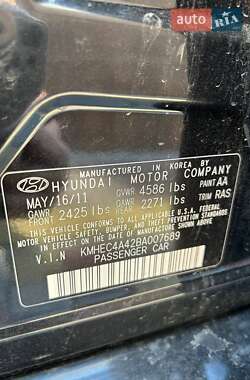 auto RIA
MANUFACTURED IN KOREA BY
HYUNDAI MOTOR COMPANY
MAY/16/11 GVWR 4586 lbs PAINT AA
GAWR FRONT 2425 lbs GAWR REAR 2271 lbs TRIM RAS
THIS VEHICLE CONFORMS TO ALL APPLICABLE U.S.A FEDERAL
MOTOR VEHICLE SAFETY, BUMPER, AND THEFT PREVENTION
STANDARDS IN EFFECT ON THE DATE OF MANUFACTURE SHOWN ABOVE.
V.I.N KMHEC4A42BA007689
PASSENGER CAR